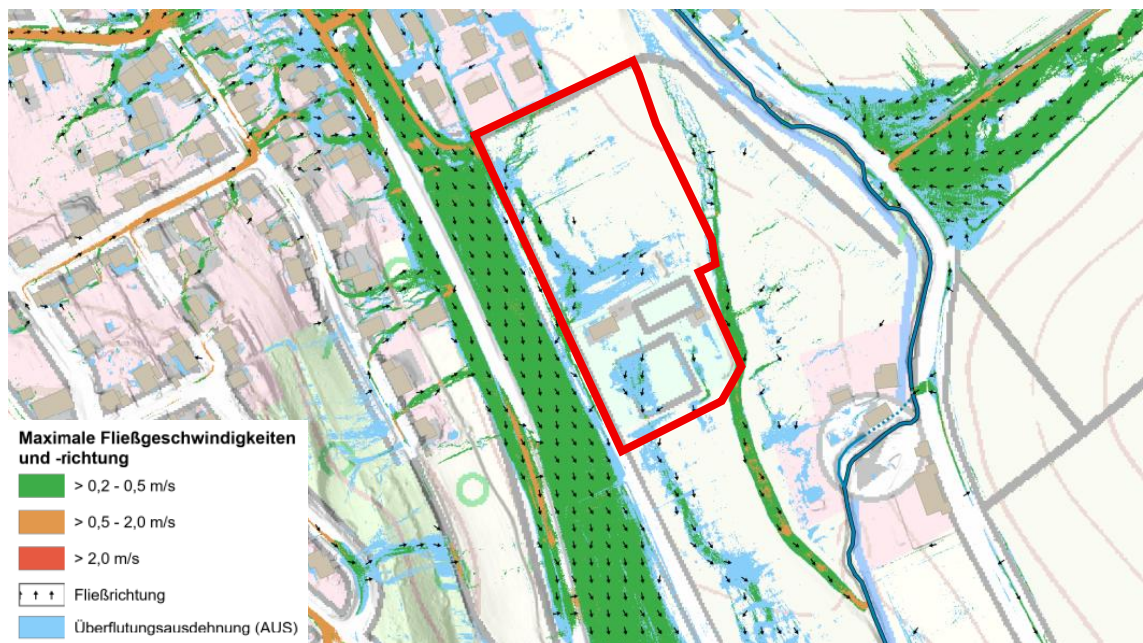 Maximale Fließgeschwindigkeiten
und -richtung
> 0,2 - 0,5 m/s
> 0,5 - 2,0 m/s
> 2,0 m/s
Fließrichtung
Überflutungsausdehnung (AUS)